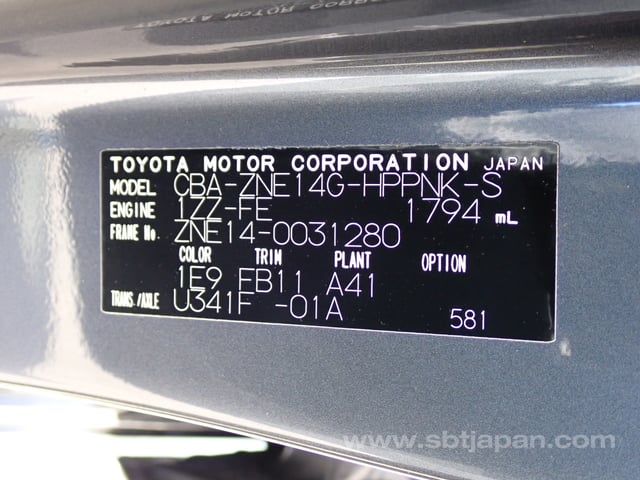 TOYOTA MOTOR CORPORATION JAPAN
MODEL CBA-ZNE14G-HPPNK-S
ENGINE 1ZZ-FE 1794 mL
FRAME No. ZNE14-0031280
COLOR TRIM PLANT OPTION
1E9 FB11 A41
TRANS./AXLE U341F -01A
581
www.sbtjapan.com